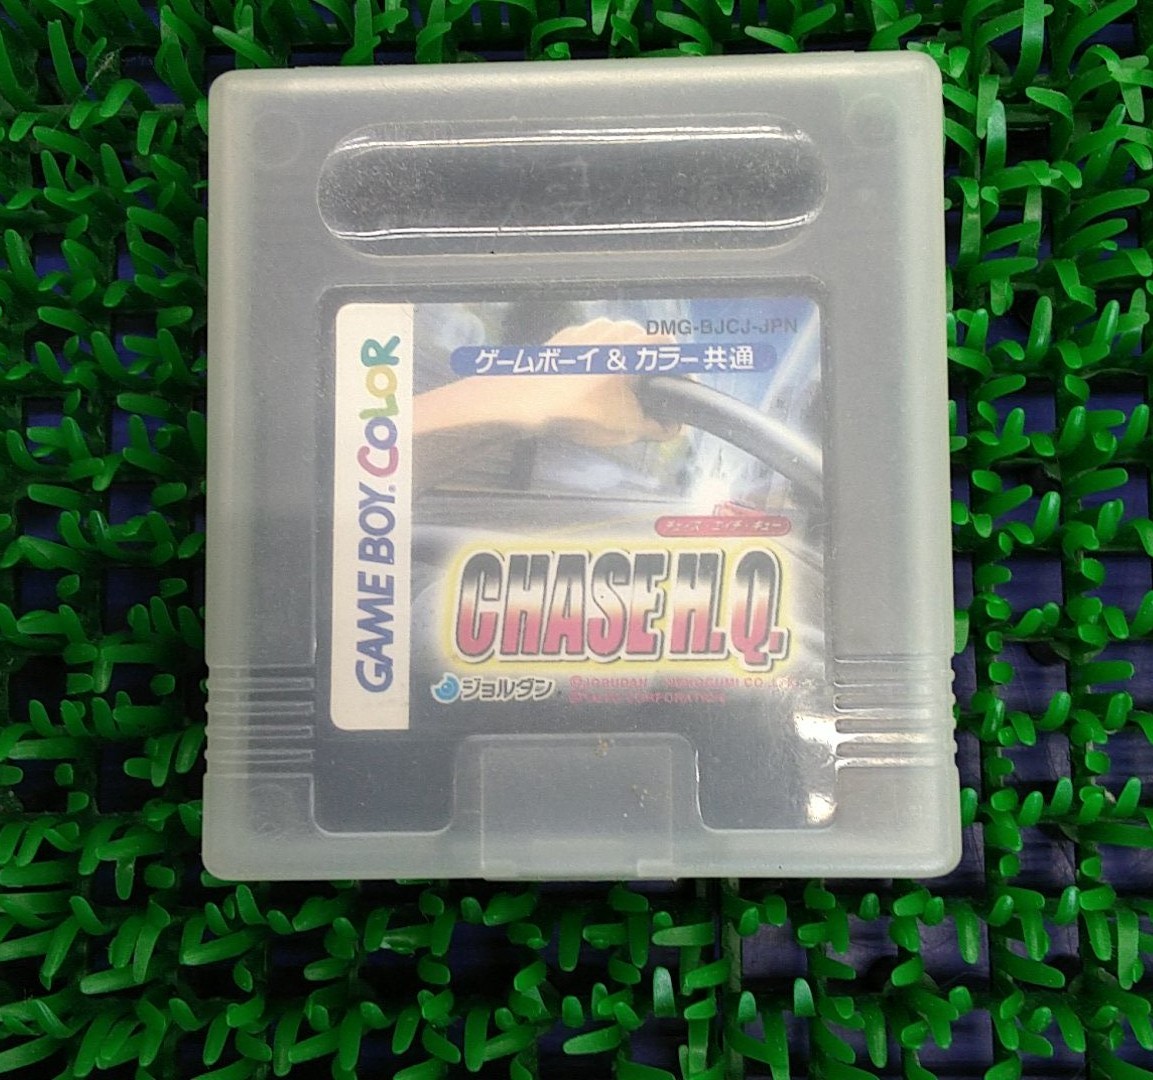 DMG-BJCJ-JPN
ゲームボーイ & カラー共通
GAME BOY COLOR
チェイス・エイチ・キュー
CHASE H.Q.
ジョルダン